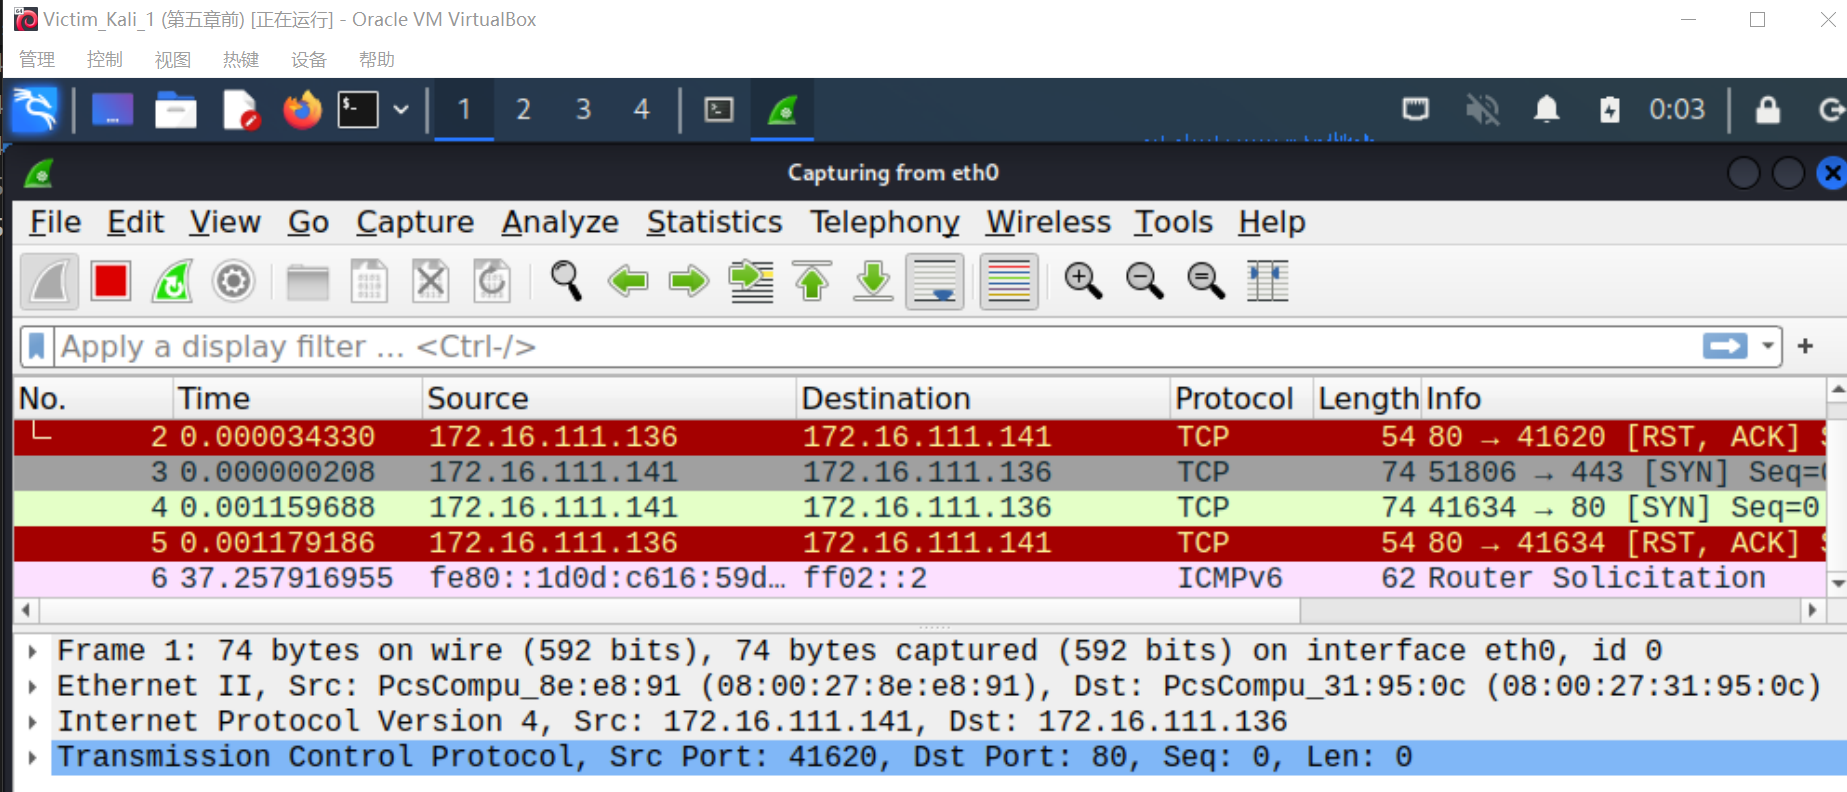 Victim_Kali_1 (第五章前) [正在运行] - Oracle VM VirtualBox
管理 控制 视图 热键 设备 帮助
1 2 3 4 0:03
Capturing from eth0
File Edit View Go Capture Analyze Statistics Telephony Wireless Tools Help
Apply a display filter ... <Ctrl-/>
No. Time Source Destination Protocol Length Info
2 0.000034330 172.16.111.136 172.16.111.141 TCP 54 80 → 41620 [RST, ACK]
3 0.000000208 172.16.111.141 172.16.111.136 TCP 74 51806 → 443 [SYN] Seq=0
4 0.001159688 172.16.111.141 172.16.111.136 TCP 74 41634 → 80 [SYN] Seq=0
5 0.001179186 172.16.111.136 172.16.111.141 TCP 54 80 → 41634 [RST, ACK]
6 37.257916955 fe80::1d0d:c616:59d… ff02::2 ICMPv6 62 Router Solicitation
Frame 1: 74 bytes on wire (592 bits), 74 bytes captured (592 bits) on interface eth0, id 0
Ethernet II, Src: PcsCompu_8e:e8:91 (08:00:27:8e:e8:91), Dst: PcsCompu_31:95:0c (08:00:27:31:95:0c)
Internet Protocol Version 4, Src: 172.16.111.141, Dst: 172.16.111.136
Transmission Control Protocol, Src Port: 41620, Dst Port: 80, Seq: 0, Len: 0